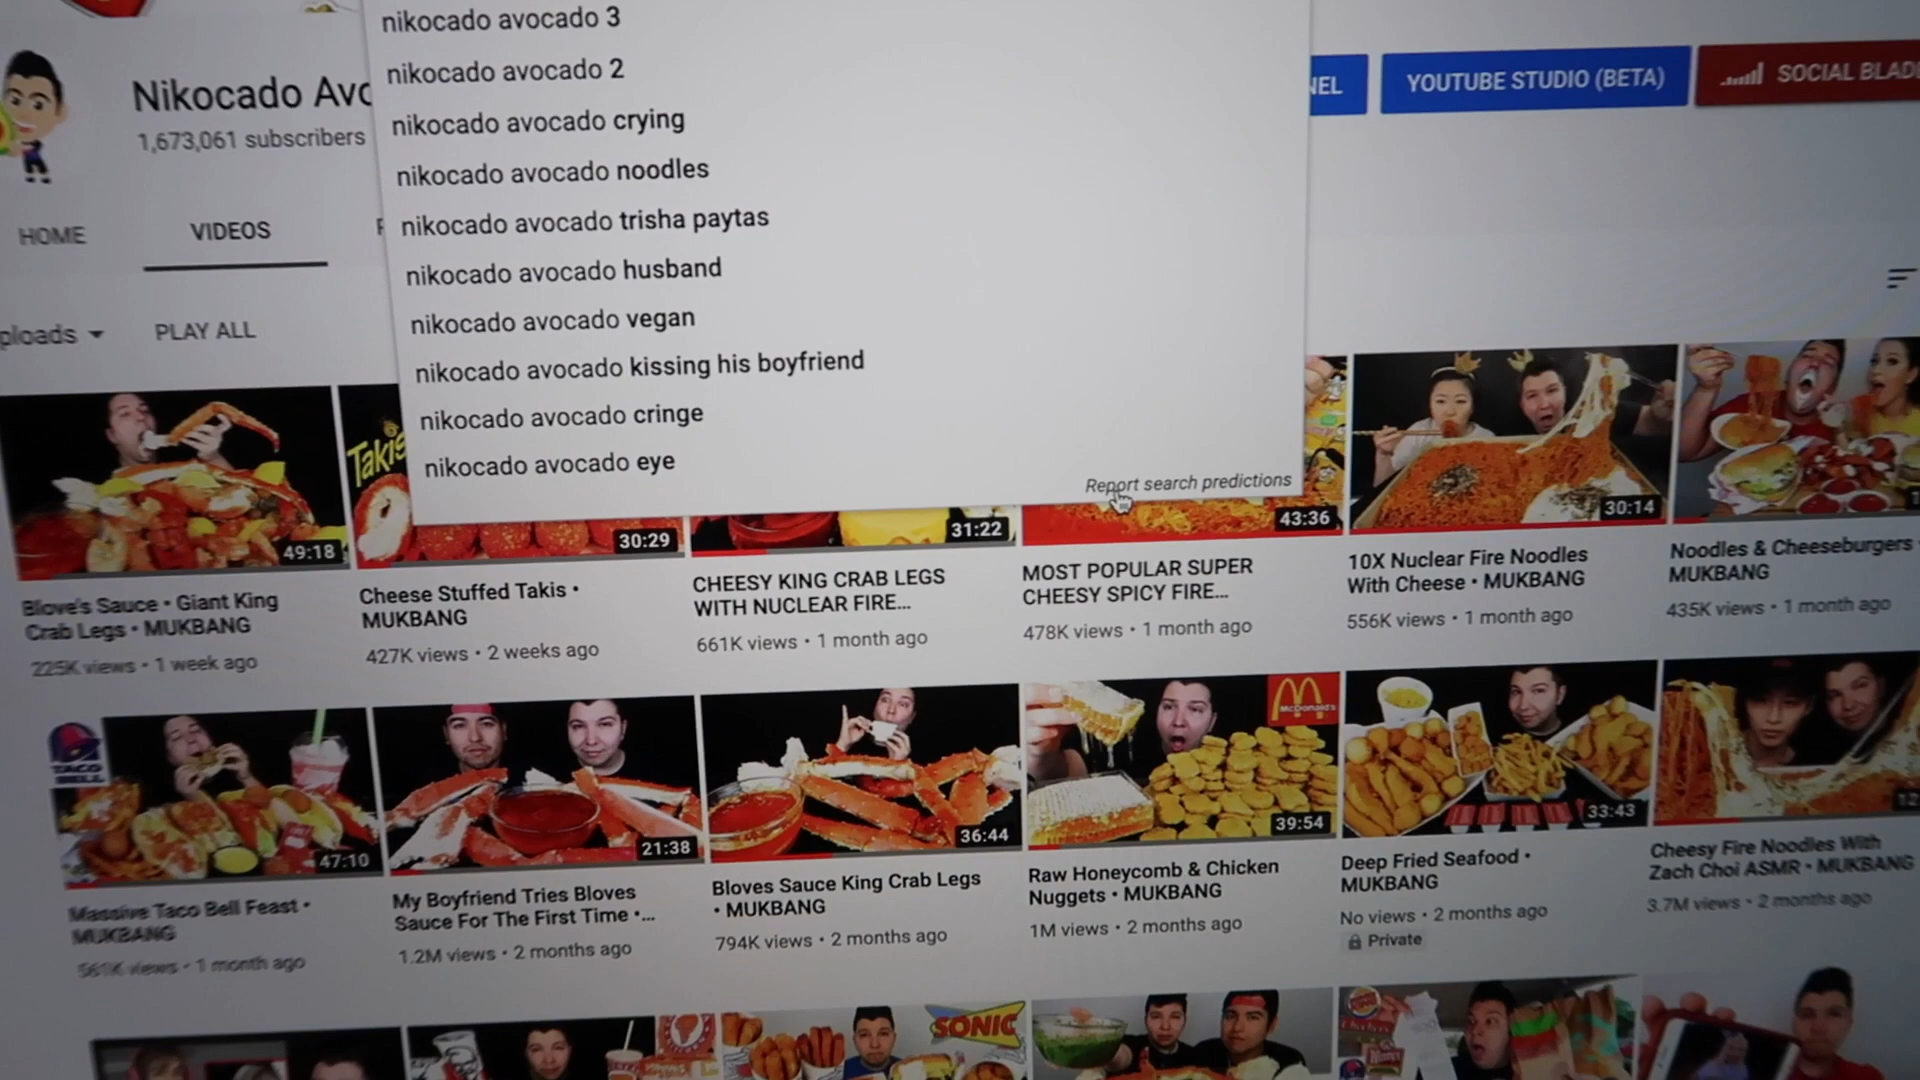 nikocado avocado 3
nikocado avocado 2
nikocado avocado crying
nikocado avocado noodles
nikocado avocado trisha paytas
nikocado avocado husband
nikocado avocado vegan
nikocado avocado kissing his boyfriend
nikocado avocado cringe
nikocado avocado eye
Report search predictions
Nikocado Avo
1,673,061 subscribers
NEL
YOUTUBE STUDIO (BETA)
SOCIAL BLAD
HOME
VIDEOS
ploads
PLAY ALL
Takis
49:18
30:29
31:22
43:36
30:14
Blove's Sauce • Giant King
Crab Legs • MUKBANG
225K views • 1 week ago
Cheese Stuffed Takis •
MUKBANG
427K views • 2 weeks ago
CHEESY KING CRAB LEGS
WITH NUCLEAR FIRE...
661K views • 1 month ago
MOST POPULAR SUPER
CHEESY SPICY FIRE...
478K views • 1 month ago
10X Nuclear Fire Noodles
With Cheese • MUKBANG
556K views • 1 month ago
Noodles & Cheeseburgers •
MUKBANG
435K views • 1 month ago
TACO
BELL
McDonald's
47:10
21:38
36:44
39:54
33:43
12
Massive Taco Bell Feast •
MUKBANG
561K views • 1 month ago
My Boyfriend Tries Bloves
Sauce For The First Time •...
1.2M views • 2 months ago
Bloves Sauce King Crab Legs
• MUKBANG
794K views • 2 months ago
Raw Honeycomb & Chicken
Nuggets • MUKBANG
1M views • 2 months ago
Deep Fried Seafood •
MUKBANG
No views • 2 months ago
Private
Cheesy Fire Noodles With
Zach Choi ASMR • MUKBANG
3.7M views • 2 months ago
SONIC